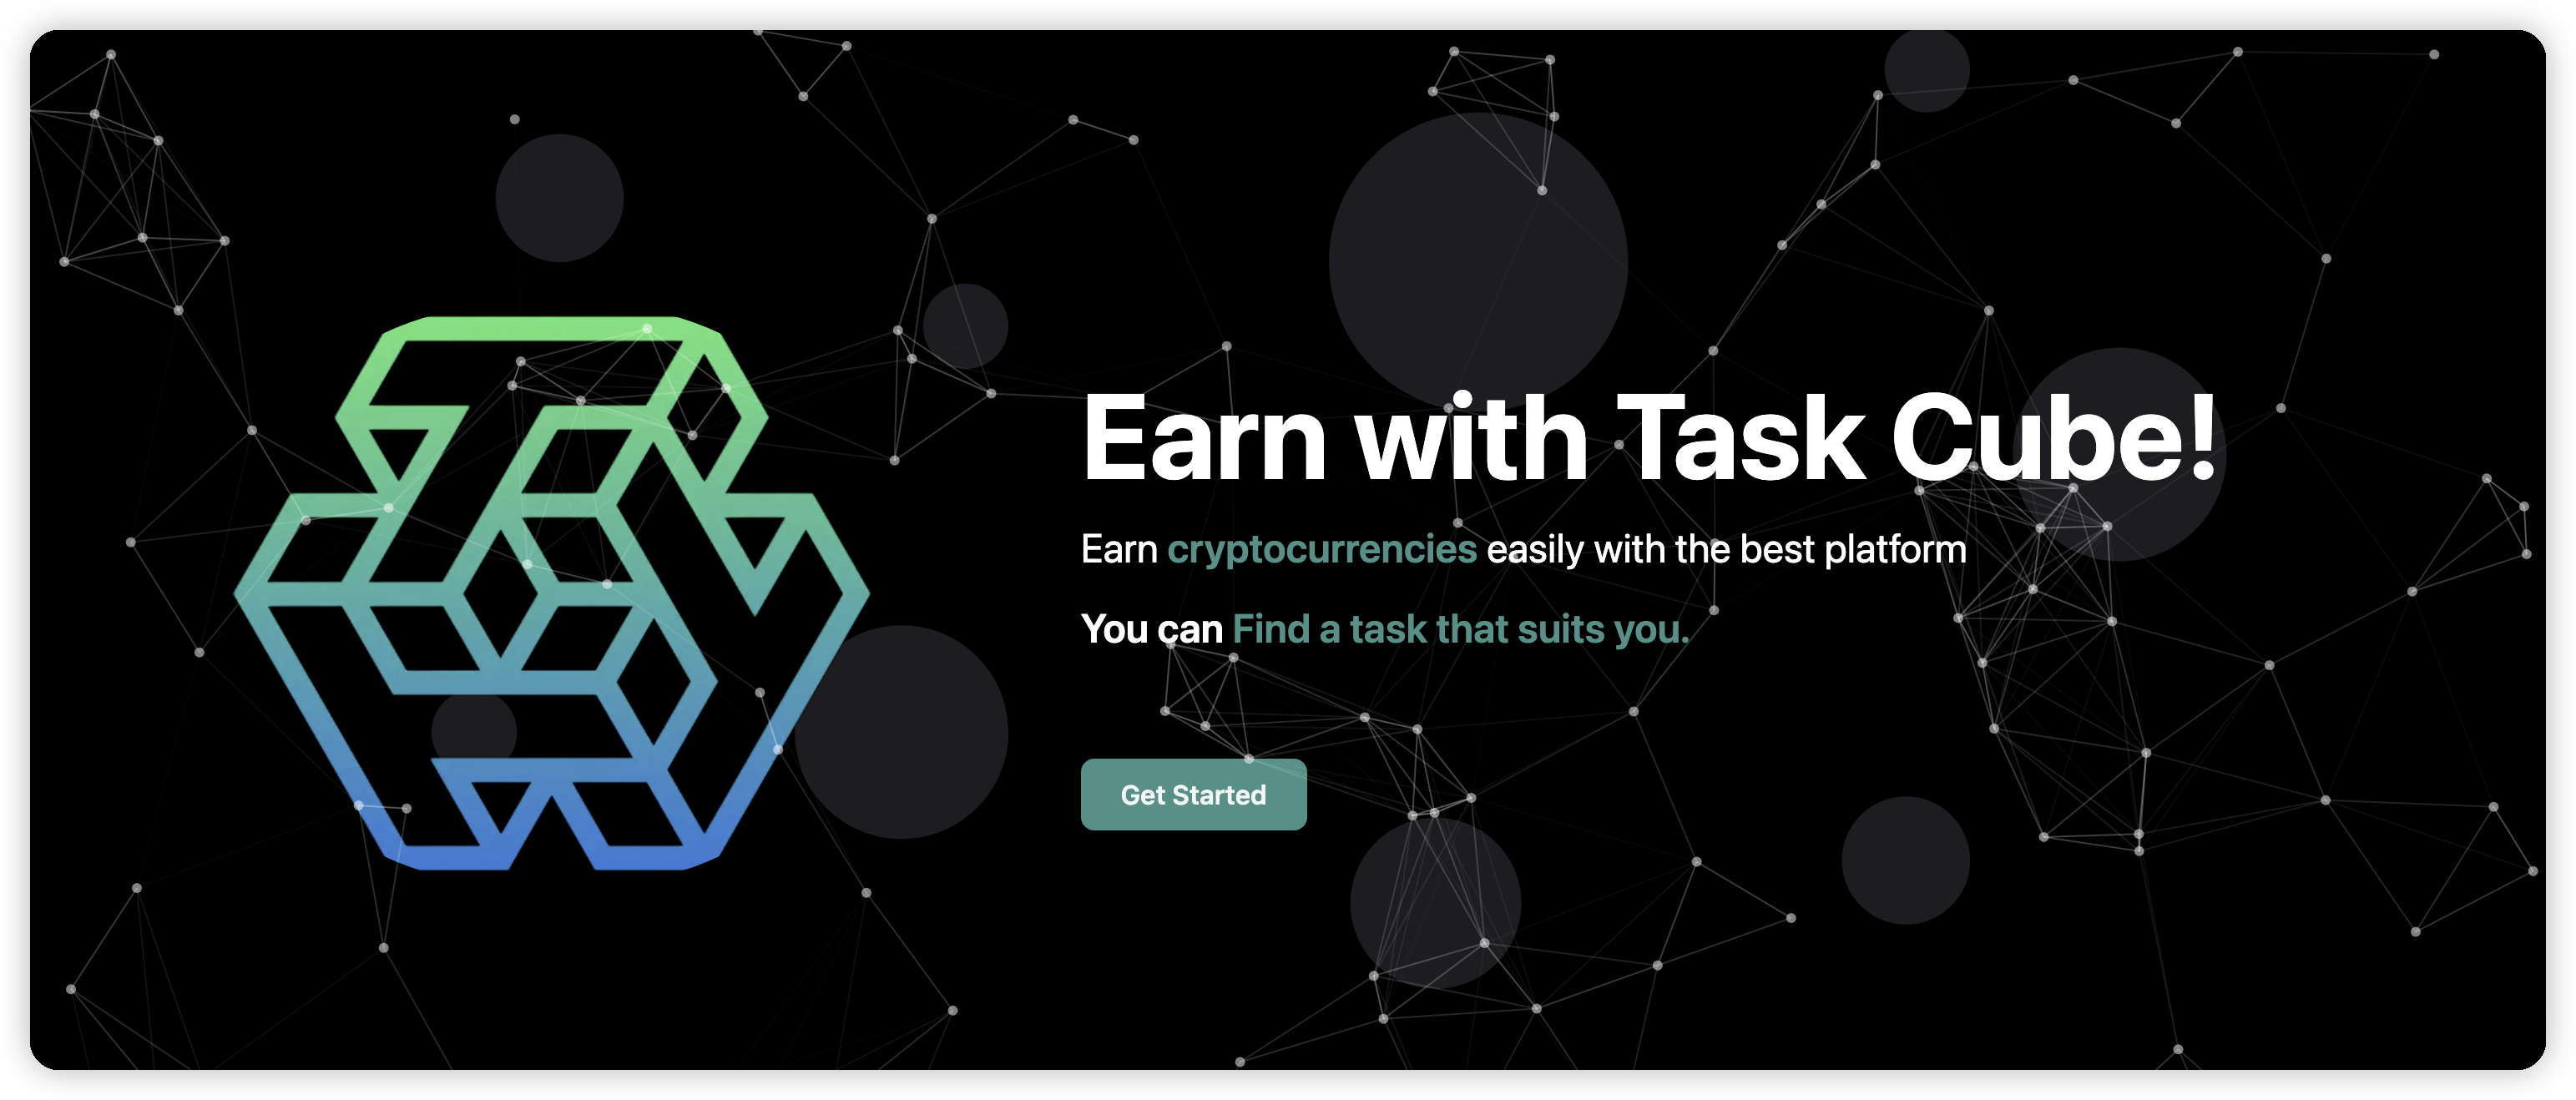 Earn with Task Cube!
Earn cryptocurrencies easily with the best platform
You can Find a task that suits you.
Get Started